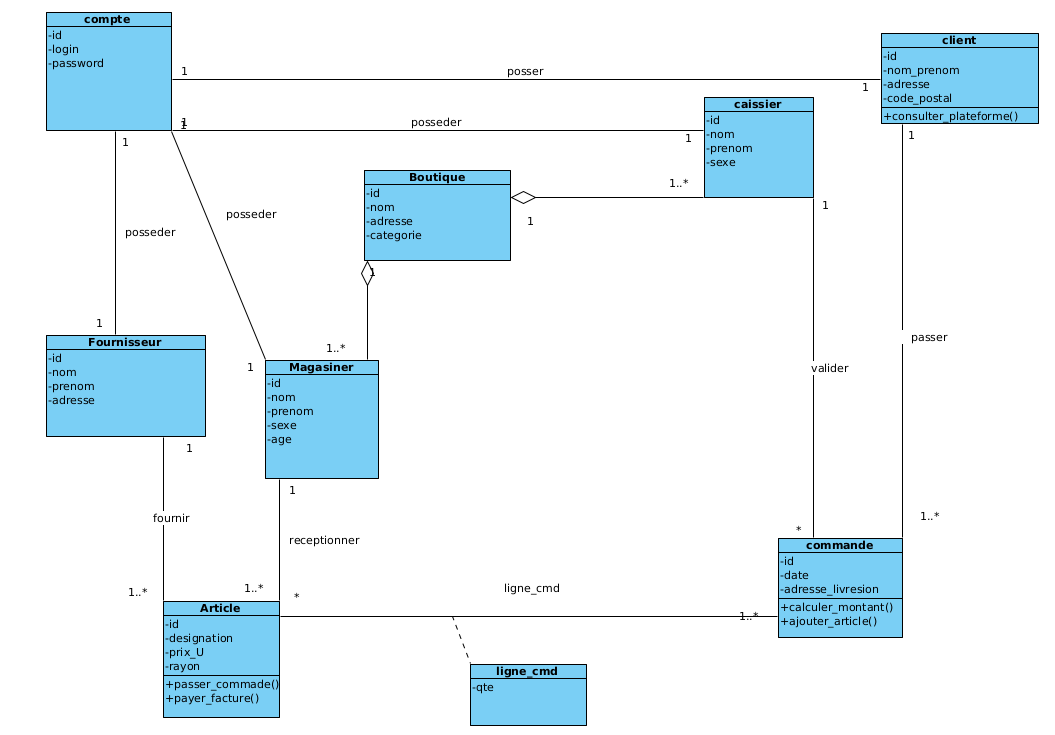 compte
-id
-login
-password
1
posser
1
client
-id
-nom_prenom
-adresse
-code_postal
+consulter_plateforme()
1
1
posseder
1
caissier
-id
-nom
-prenom
-sexe
1
1
1
posseder
posseder
Boutique
-id
-nom
-adresse
-categorie
1..*
1
1
1
1..*
1
1
Fournisseur
-id
-nom
-prenom
-adresse
Magasiner
-id
-nom
-prenom
-sexe
-age
valider
passer
1
1
fournir
receptionner
1..*
1..*
*
ligne_cmd
*
1..*
1..*
commande
-id
-date
-adresse_livresion
+calculer_montant()
+ajouter_article()
Article
-id
-designation
-prix_U
-rayon
+passer_commade()
+payer_facture()
ligne_cmd
-qte